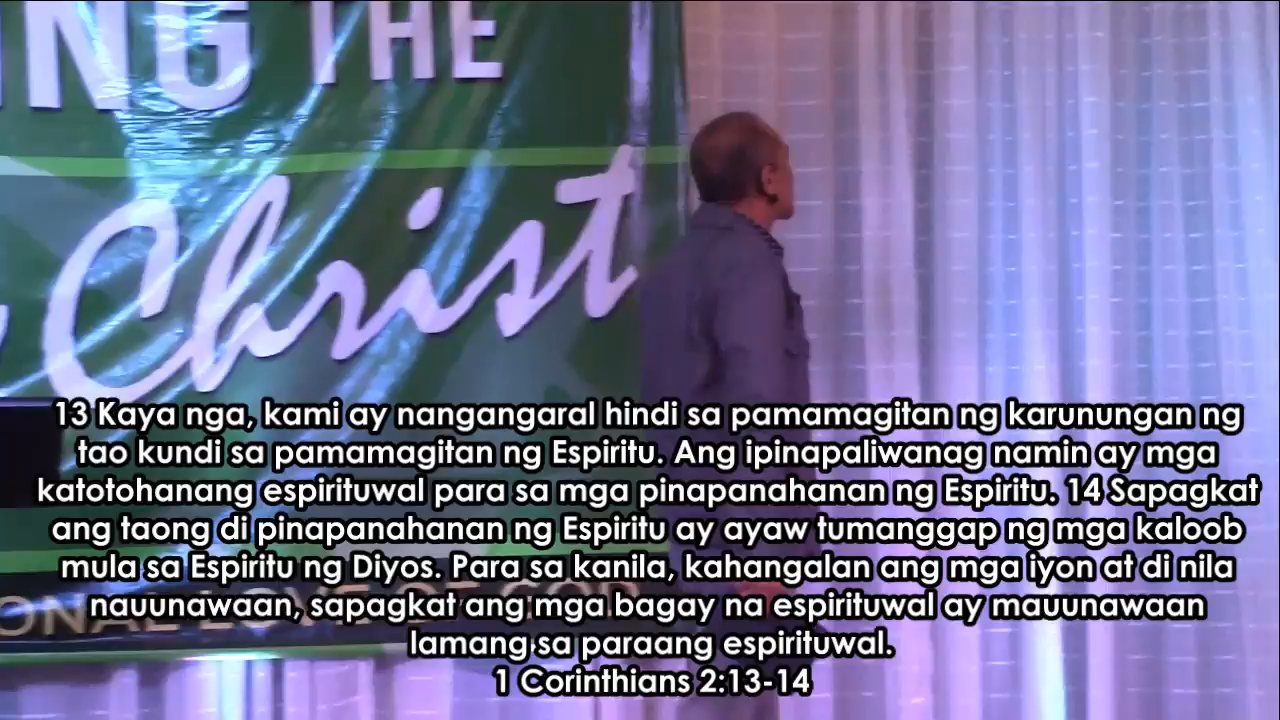 NG THE
Christ
13 Kaya nga, kami ay nangangaral hindi sa pamamagitan ng karunungan ng
tao kundi sa pamamagitan ng Espiritu. Ang ipinapaliwanag namin ay mga
katotohanang espirituwal para sa mga pinapanahanan ng Espiritu. 14 Sapagkat
ang taong di pinapanahanan ng Espiritu ay ayaw tumanggap ng mga kaloob
mula sa Espiritu ng Diyos. Para sa kanila, kahangalan ang mga iyon at di nila
nauunawaan, sapagkat ang mga bagay na espirituwal ay mauunawaan
lamang sa paraang espirituwal.
1 Corinthians 2:13-14